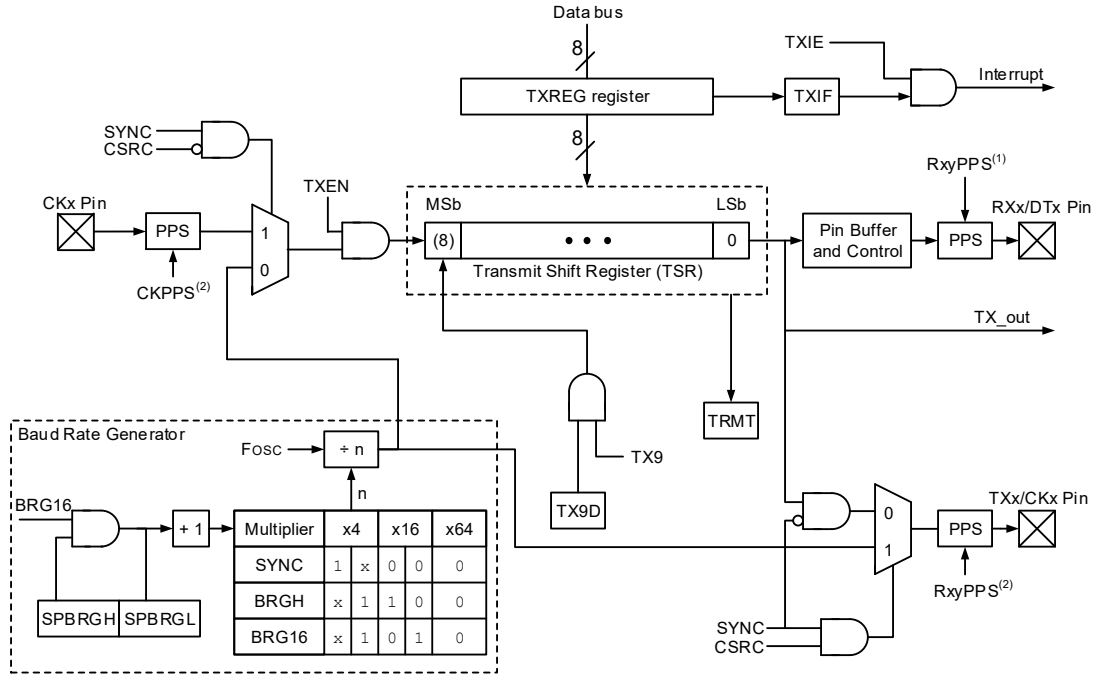 Data bus
8
TXIE
Interrupt
TXREG register
TXIF
SYNC
CSRC
8
RxyPPS(1)
TXEN
CKx Pin
MSb
LSb
RXx/DTx Pin
PPS
1
(8)
• • •
0
Pin Buffer
and Control
PPS
0
Transmit Shift Register (TSR)
CKPPS(2)
TX_out
TRMT
Baud Rate Generator
FOSC
÷ n
TX9
n
TX9D
TXx/CKx Pin
BRG16
+ 1
Multiplier x4 x16 x64
0
PPS
SYNC 1 x 0 0 0
1
BRGH x 1 1 0 0
RxyPPS(2)
SPBRGH SPBRGL
BRG16 x 1 0 1 0
SYNC
CSRC